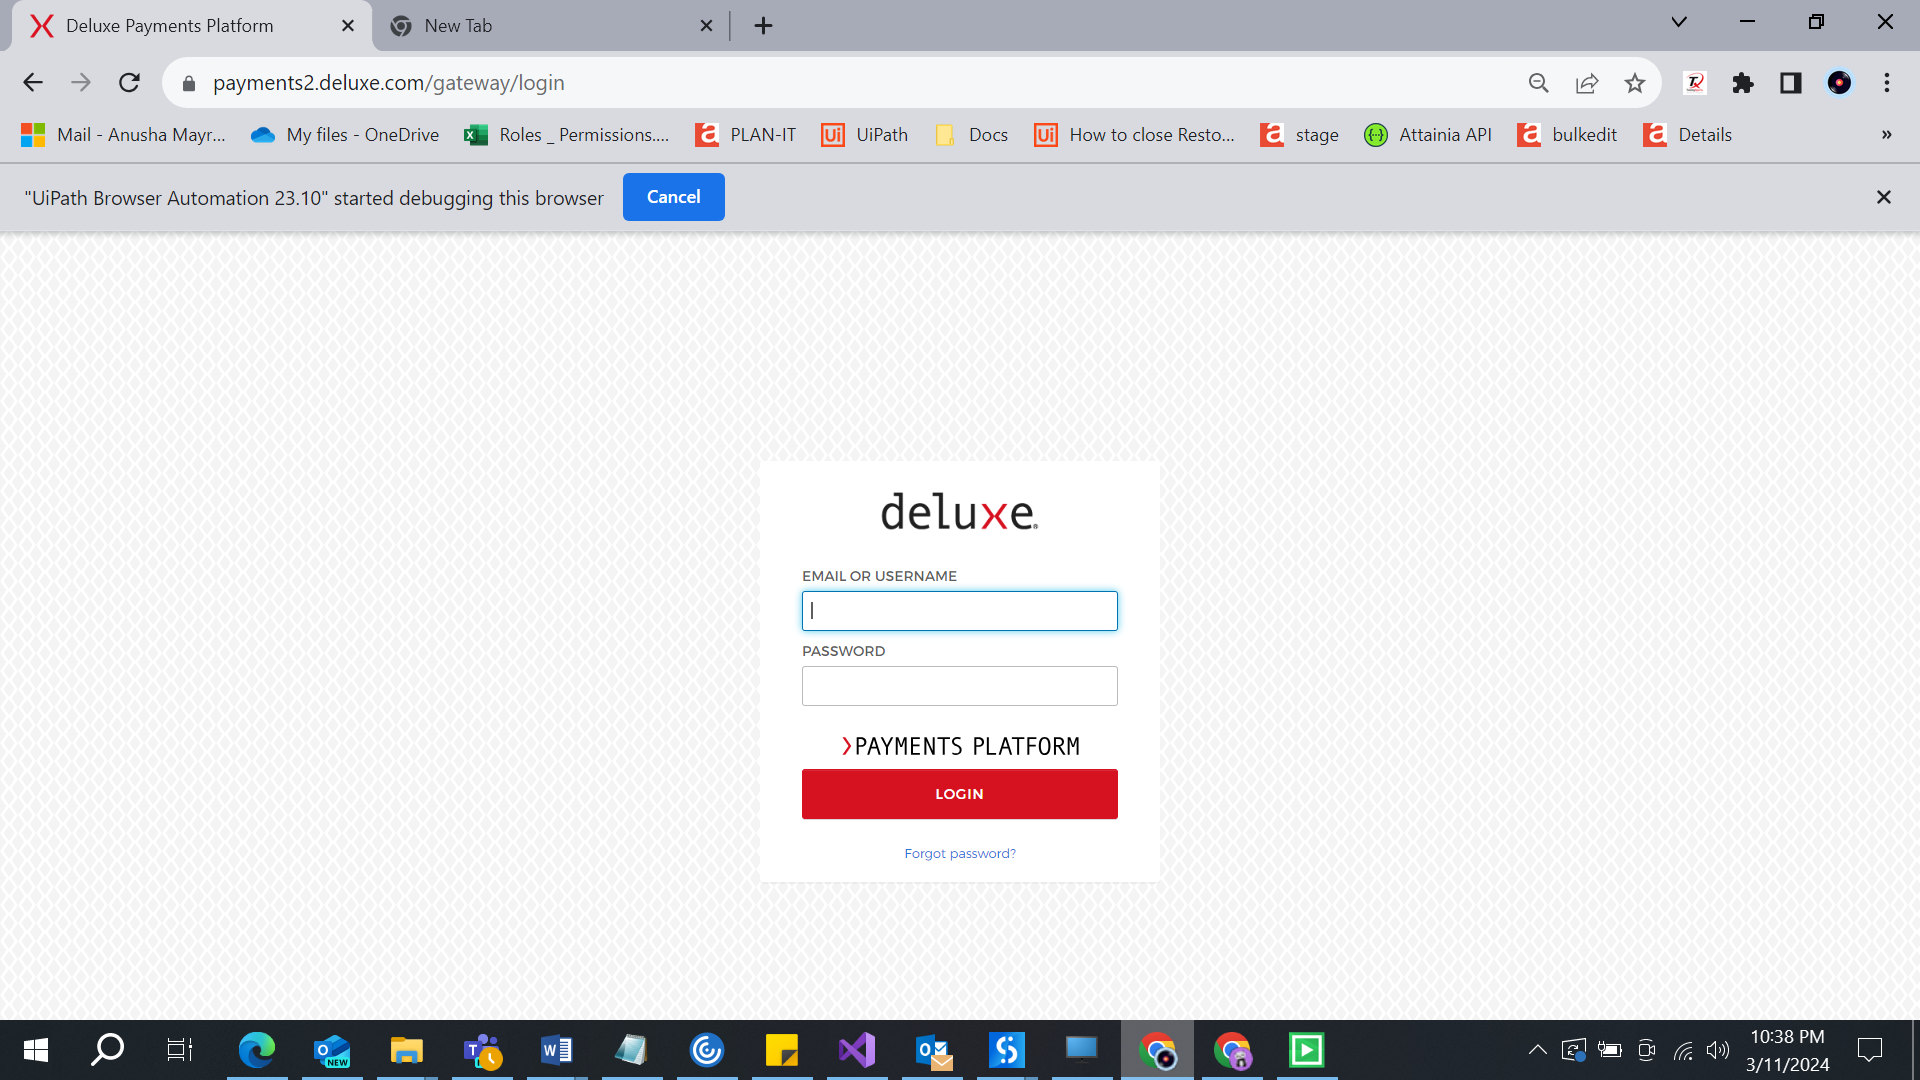 Deluxe Payments Platform
New Tab
payments2.deluxe.com/gateway/login
Mail - Anusha Mayr...
My files - OneDrive
Roles _ Permissions....
PLAN-IT
UiPath
Docs
How to close Resto...
stage
Attainia API
bulkedit
Details
»
"UiPath Browser Automation 23.10" started debugging this browser
Cancel
deluxe.
EMAIL OR USERNAME
PASSWORD
PAYMENTS PLATFORM
LOGIN
Forgot password?
NEW
10:38 PM
3/11/2024